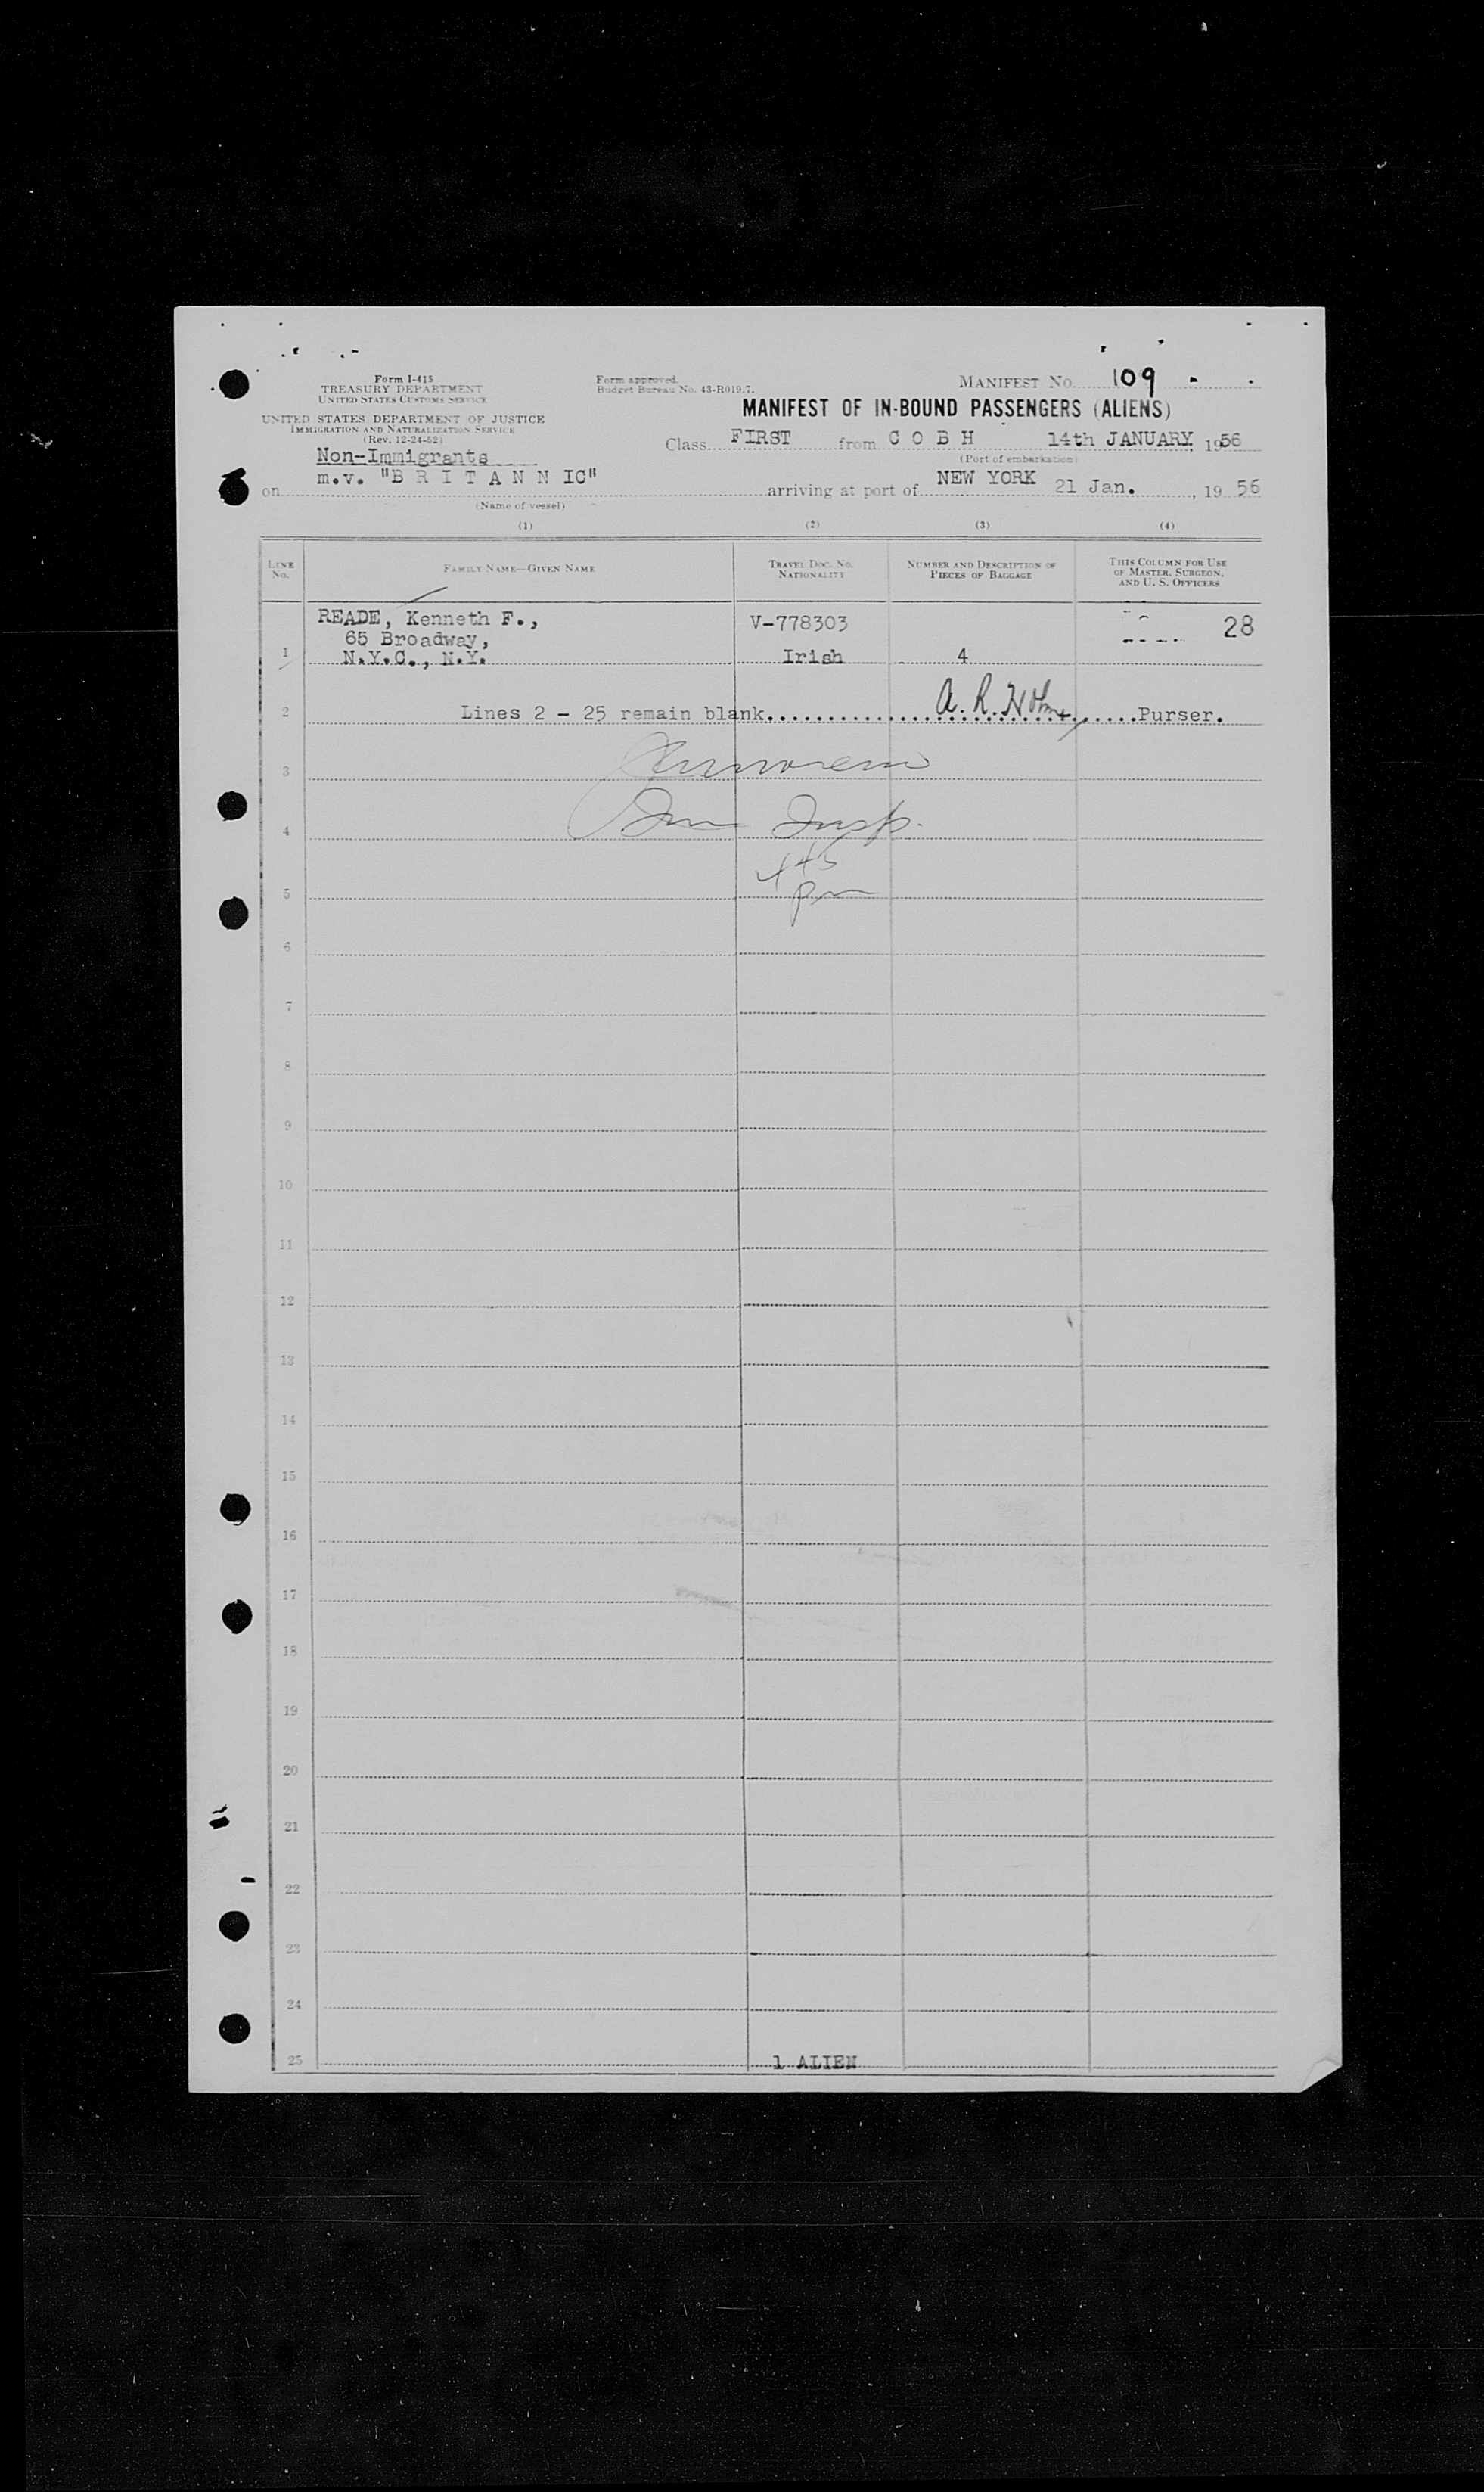 Form I-415
TREASURY DEPARTMENT
UNITED STATES CUSTOMS SERVICE
UNITED STATES DEPARTMENT OF JUSTICE
IMMIGRATION AND NATURALIZATION SERVICE
(Rev. 12-24-52)
Form approved.
Budget Bureau No. 43-R019.7.
MANIFEST NO. 109
MANIFEST OF IN-BOUND PASSENGERS (ALIENS)
Class FIRST from C O B H 14th JANUARY, 1956
(Port of embarkation)
Non-Immigrants
on m.v. "B R I T A N N IC" arriving at port of NEW YORK 21 Jan., 1956
(Name of vessel)
(1) (2) (3) (4)
LINE NO. FAMILY NAME—GIVEN NAME TRAVEL DOC. NO. NATIONALITY NUMBER AND DESCRIPTION OF PIECES OF BAGGAGE THIS COLUMN FOR USE OF MASTER, SURGEON, AND U. S. OFFICERS
READE, Kenneth F., V-778303 28
65 Broadway,
1 N.Y.C., N.Y. Irish 4
2 Lines 2 - 25 remain blank A. R. Purser.
3
4 Imm Insp.
445
5 pm
6
7
8
9
10
11
12
13
14
15
16
17
18
19
20
21
22
23
24
25 1 ALIEN